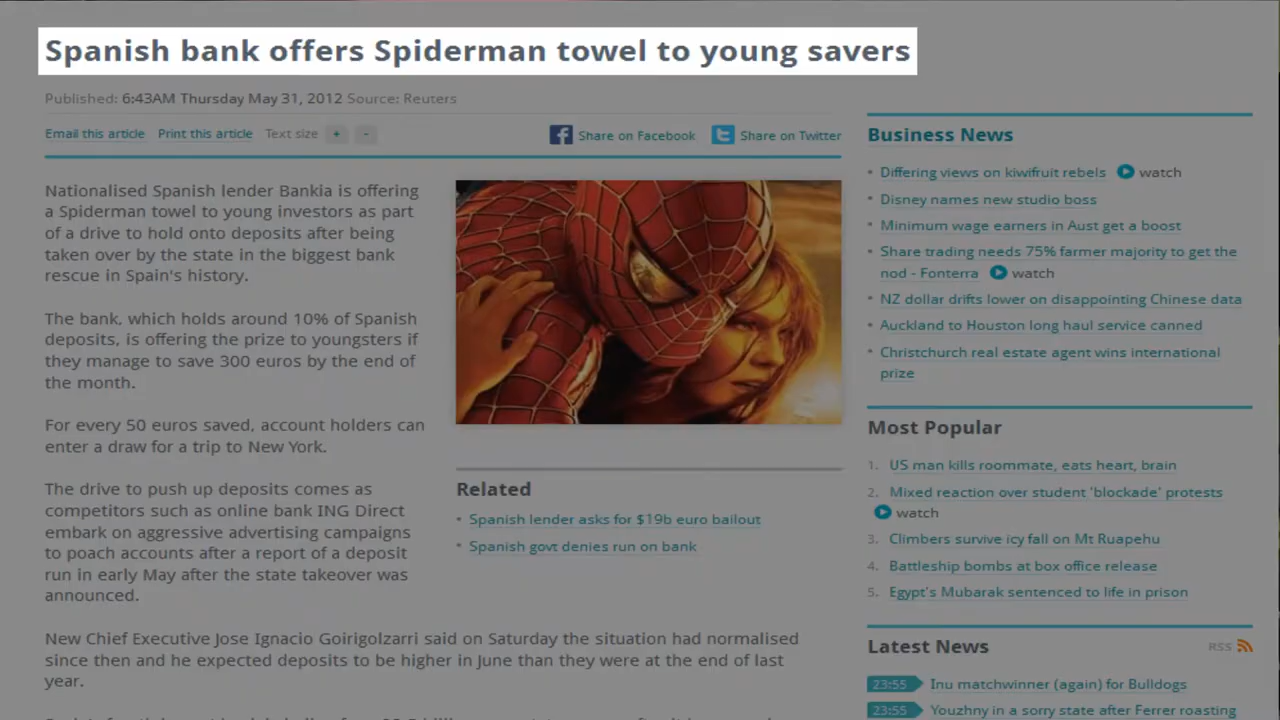 Spanish bank offers Spiderman towel to young savers
Published: 6:43AM Thursday May 31, 2012 Source: Reuters
Email this article Print this article Text size + -
Share on Facebook Share on Twitter
Nationalised Spanish lender Bankia is offering
a Spiderman towel to young investors as part
of a drive to hold onto deposits after being
taken over by the state in the biggest bank
rescue in Spain's history.
The bank, which holds around 10% of Spanish
deposits, is offering the prize to youngsters if
they manage to save 300 euros by the end of
the month.
For every 50 euros saved, account holders can
enter a draw for a trip to New York.
The drive to push up deposits comes as
competitors such as online bank ING Direct
embark on aggressive advertising campaigns
to poach accounts after a report of a deposit
run in early May after the state takeover was
announced.
New Chief Executive Jose Ignacio Goirigolzarri said on Saturday the situation had normalised
since then and he expected deposits to be higher in June than they were at the end of last
year.
Related
• Spanish lender asks for $19b euro bailout
• Spanish govt denies run on bank
Business News
• Differing views on kiwifruit rebels watch
• Disney names new studio boss
• Minimum wage earners in Aust get a boost
• Share trading needs 75% farmer majority to get the
nod - Fonterra watch
• NZ dollar drifts lower on disappointing Chinese data
• Auckland to Houston long haul service canned
• Christchurch real estate agent wins international
prize
Most Popular
1. US man kills roommate, eats heart, brain
2. Mixed reaction over student 'blockade' protests
watch
3. Climbers survive icy fall on Mt Ruapehu
4. Battleship bombs at box office release
5. Egypt's Mubarak sentenced to life in prison
Latest News RSS
23:55 Inu matchwinner (again) for Bulldogs
23:55 Youzhny in a sorry state after Ferrer roasting